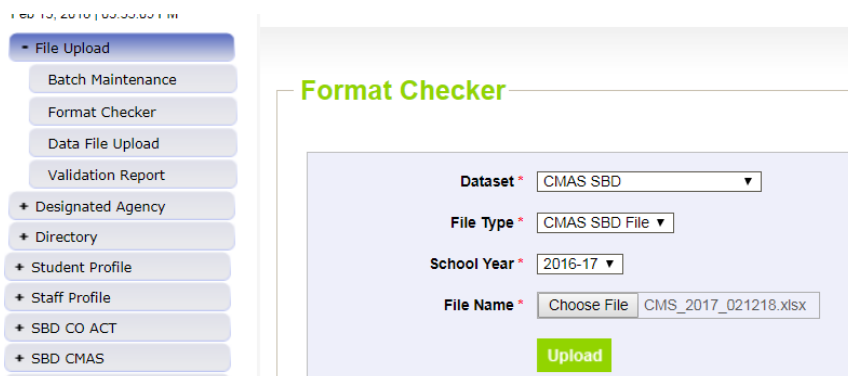 - File Upload
Batch Maintenance
Format Checker
Data File Upload
Validation Report
+ Designated Agency
+ Directory
+ Student Profile
+ Staff Profile
+ SBD CO ACT
+ SBD CMAS
Format Checker
Dataset * CMAS SBD ▼
File Type * CMAS SBD File ▼
School Year * 2016-17 ▼
File Name * Choose File CMS_2017_021218.xlsx
Upload